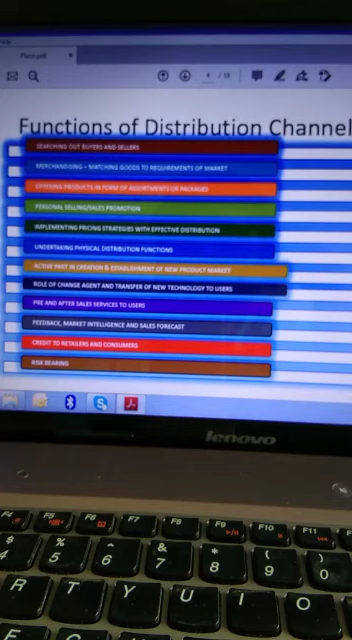 Place.pdf
4 / 18
Functions of Distribution Channel
SEARCHING OUT BUYERS AND SELLERS
MERCHANDISING – MATCHING GOODS TO REQUIREMENTS OF MARKET
OFFERING PRODUCTS IN FORM OF ASSORTMENTS OR PACKAGES
PERSONAL SELLING/SALES PROMOTION
IMPLEMENTING PRICING STRATEGIES WITH EFFECTIVE DISTRIBUTION
UNDERTAKING PHYSICAL DISTRIBUTION FUNCTIONS
ACTIVE PART IN CREATION & ESTABLISHMENT OF NEW PRODUCT MARKET
ROLE OF CHANGE AGENT AND TRANSFER OF NEW TECHNOLOGY TO USERS
PRE AND AFTER SALES SERVICES TO USERS
FEEDBACK, MARKET INTELLIGENCE AND SALES FORECAST
CREDIT TO RETAILERS AND CONSUMERS
RISK BEARING
lenovo
F4 F5 F6 F7 F8 F9 F10 F11
$ % ^ & * ( )
4 5 6 7 8 9 0
R T Y U I O